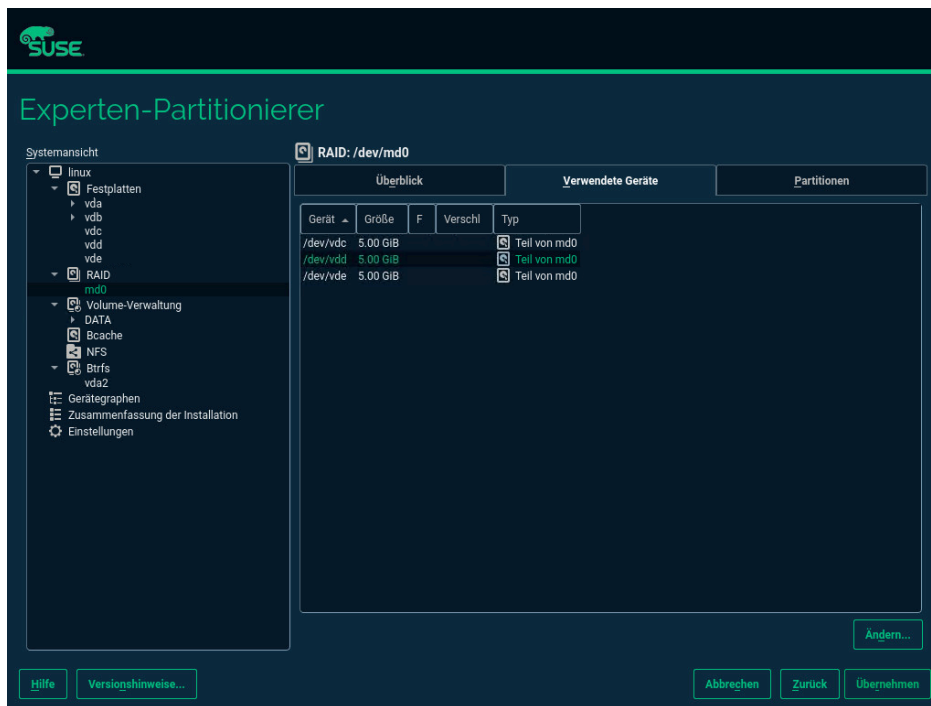 SUSE
Experten-Partitionierer
Systemansicht
linux
Festplatten
vda
vdb
vdc
vdd
vde
RAID
md0
Volume-Verwaltung
DATA
Bcache
NFS
Btrfs
vda2
Gerätegraphen
Zusammenfassung der Installation
Einstellungen
RAID: /dev/md0
Überblick Verwendete Geräte Partitionen
Gerät Größe F Verschl Typ
/dev/vdc 5.00 GiB Teil von md0
/dev/vdd 5.00 GiB Teil von md0
/dev/vde 5.00 GiB Teil von md0
Ändern...
Hilfe Versionshinweise... Abbrechen Zurück Übernehmen